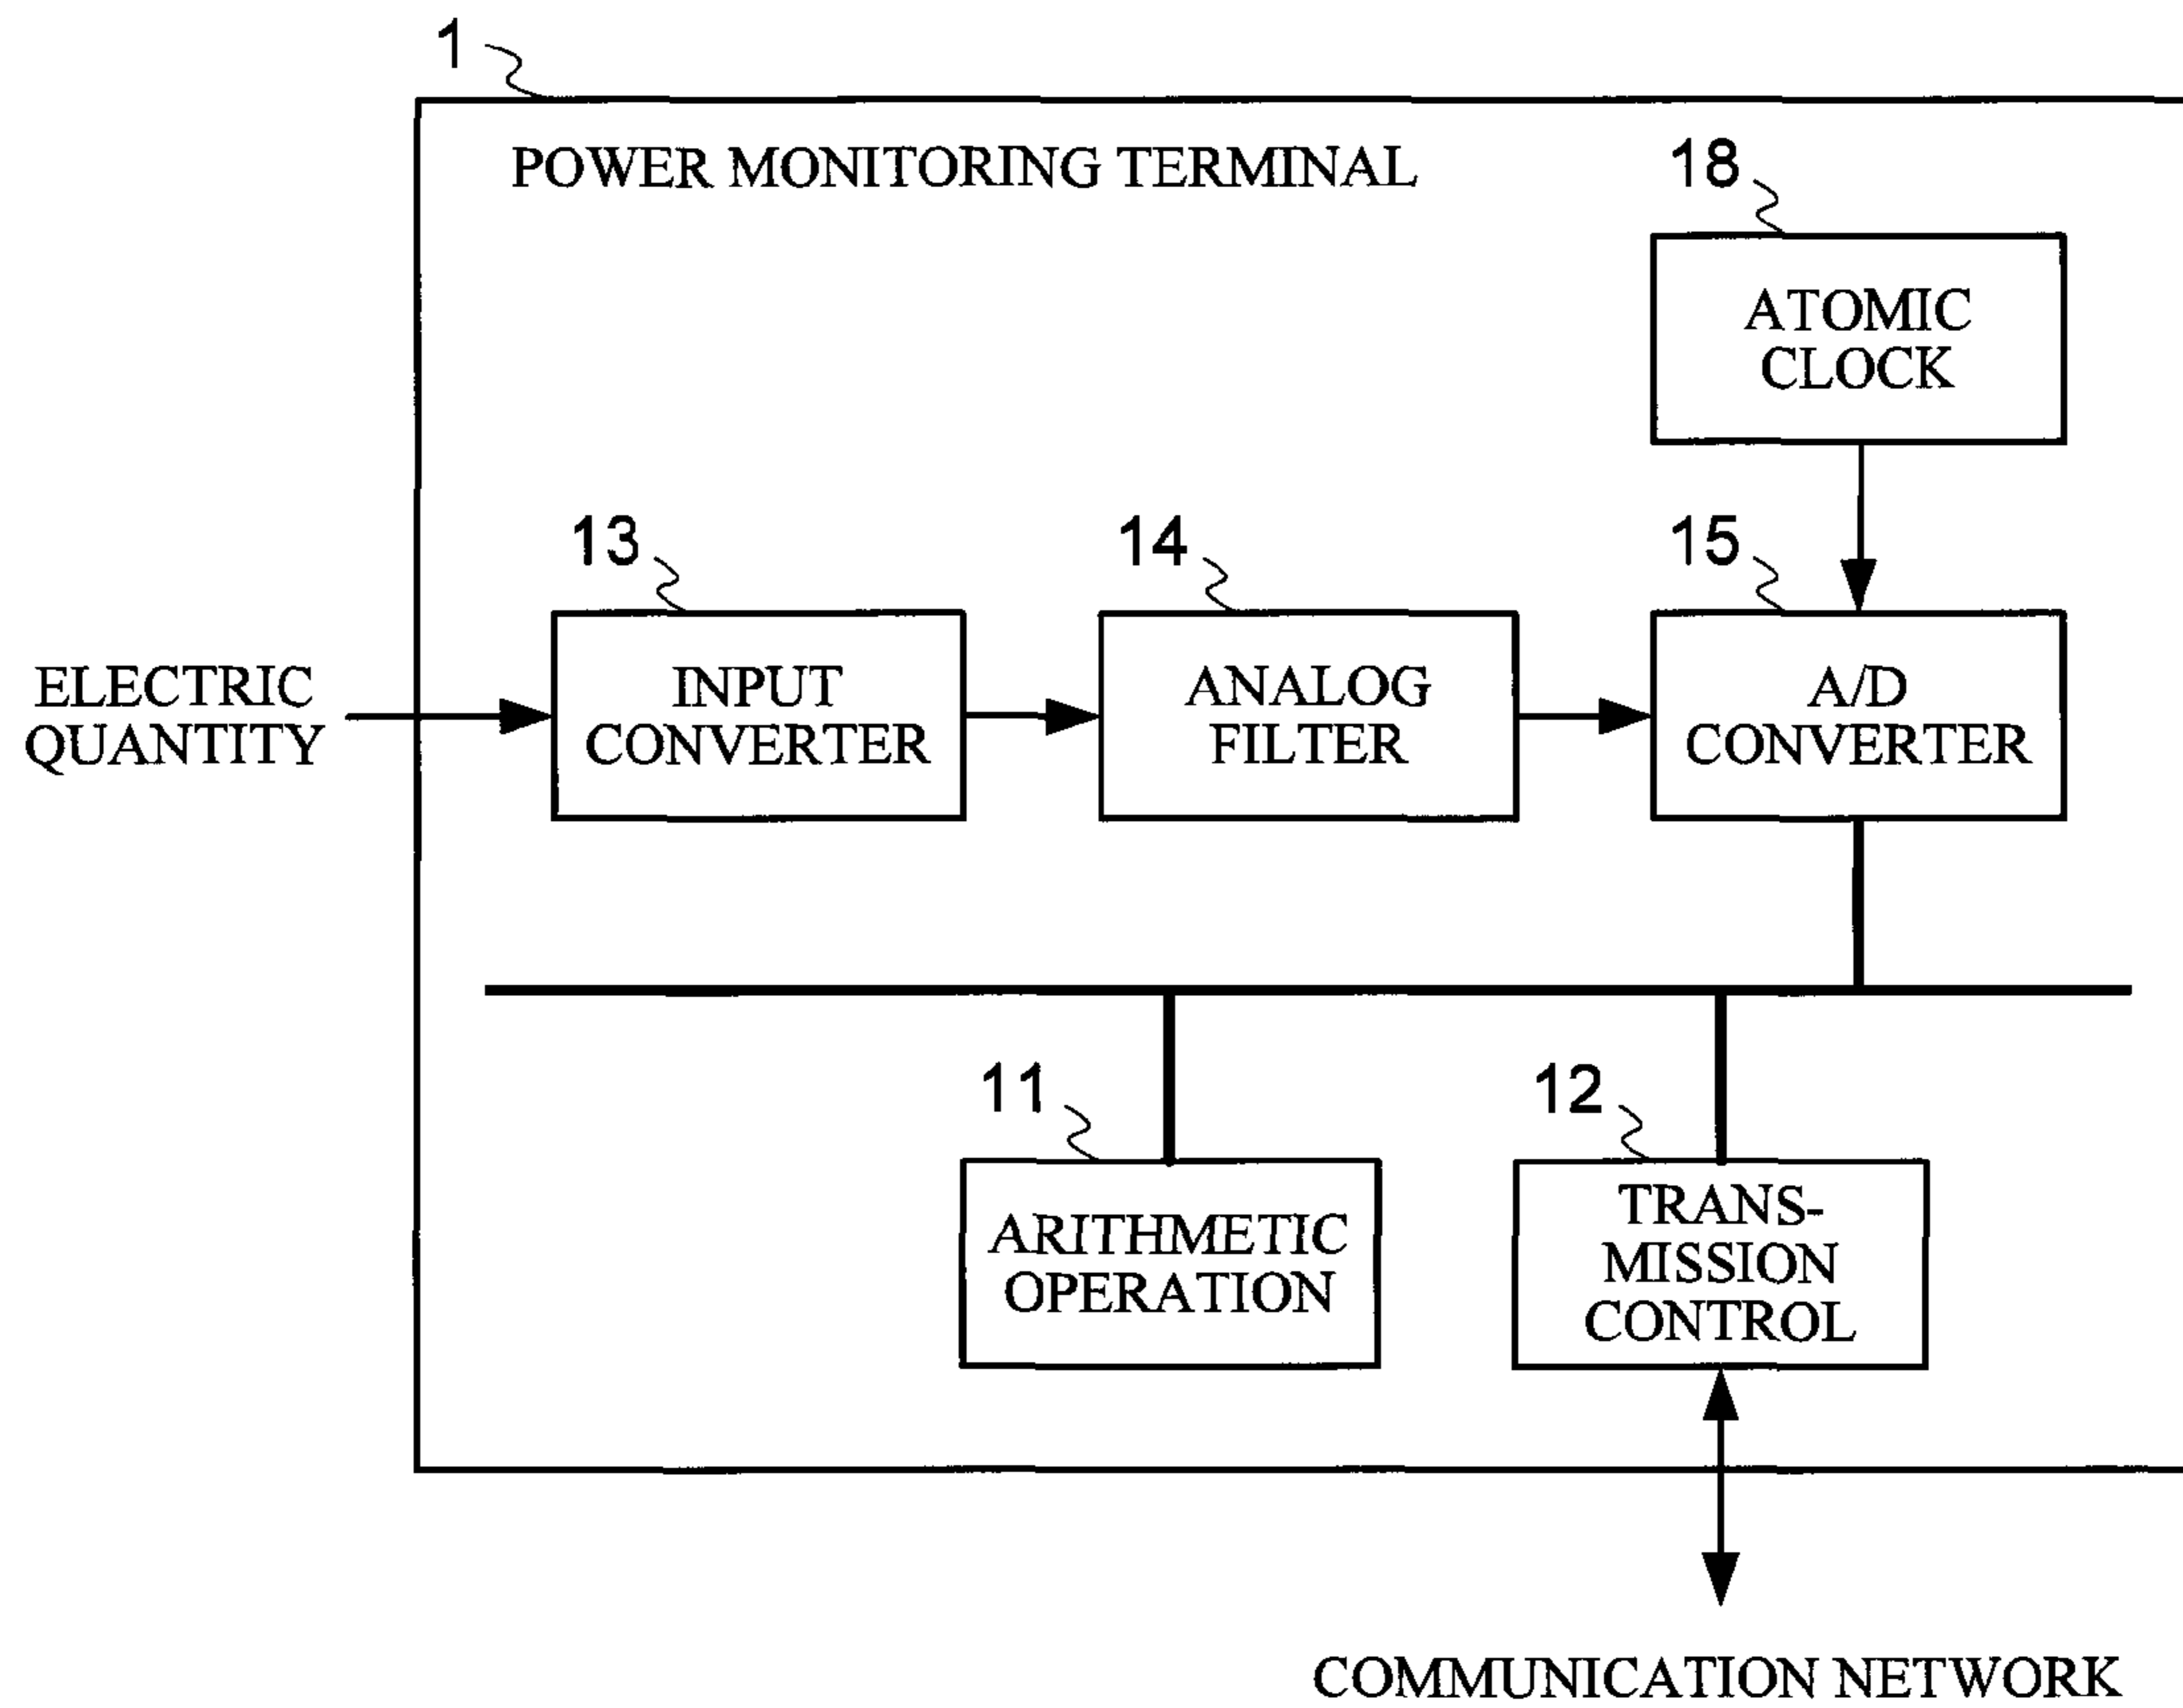 1
POWER MONITORING TERMINAL
18
ATOMIC
CLOCK
13
14
15
ELECTRIC
QUANTITY
INPUT
CONVERTER
ANALOG
FILTER
A/D
CONVERTER
11
12
ARITHMETIC
OPERATION
TRANS-
MISSION
CONTROL
COMMUNICATION NETWORK